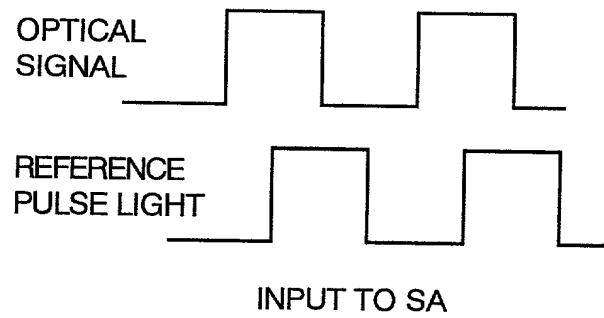 OPTICAL
SIGNAL
REFERENCE
PULSE LIGHT
INPUT TO SA